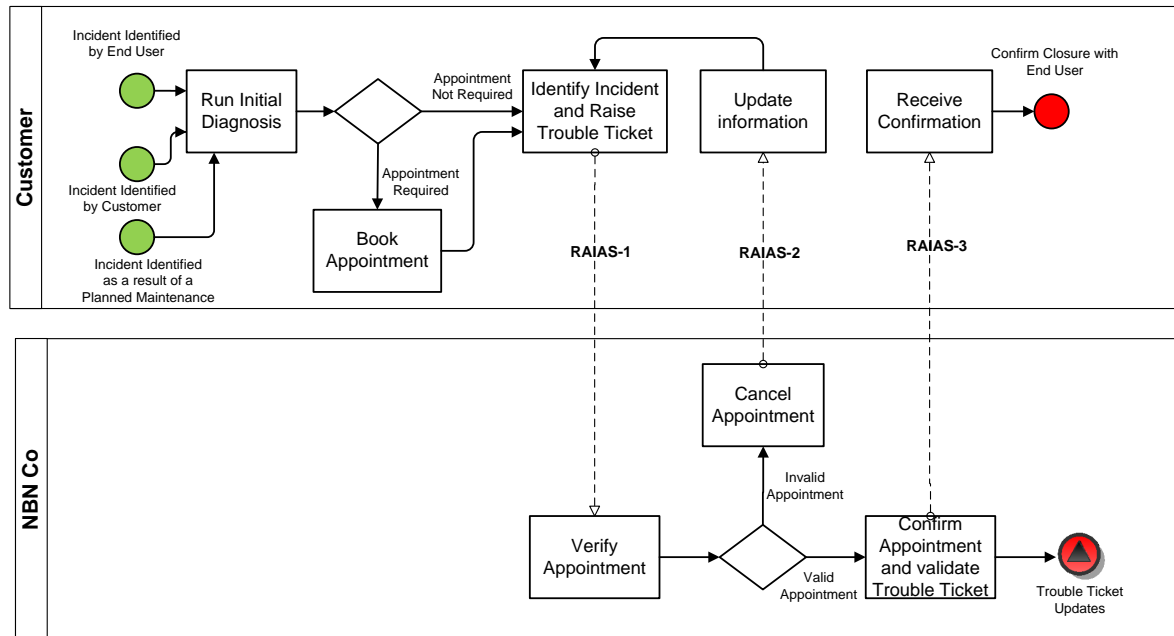 Customer
Incident Identified
by End User
Run Initial
Diagnosis
Incident Identified
by Customer
Incident Identified
as a result of a
Planned Maintenance
Appointment
Not Required
Appointment
Required
Book
Appointment
Identify Incident
and Raise
Trouble Ticket
Update
information
Receive
Confirmation
Confirm Closure with
End User
RAIAS-1
RAIAS-2
RAIAS-3
NBN Co
Cancel
Appointment
Invalid
Appointment
Verify
Appointment
Valid
Appointment
Confirm
Appointment
and validate
Trouble Ticket
Trouble Ticket
Updates